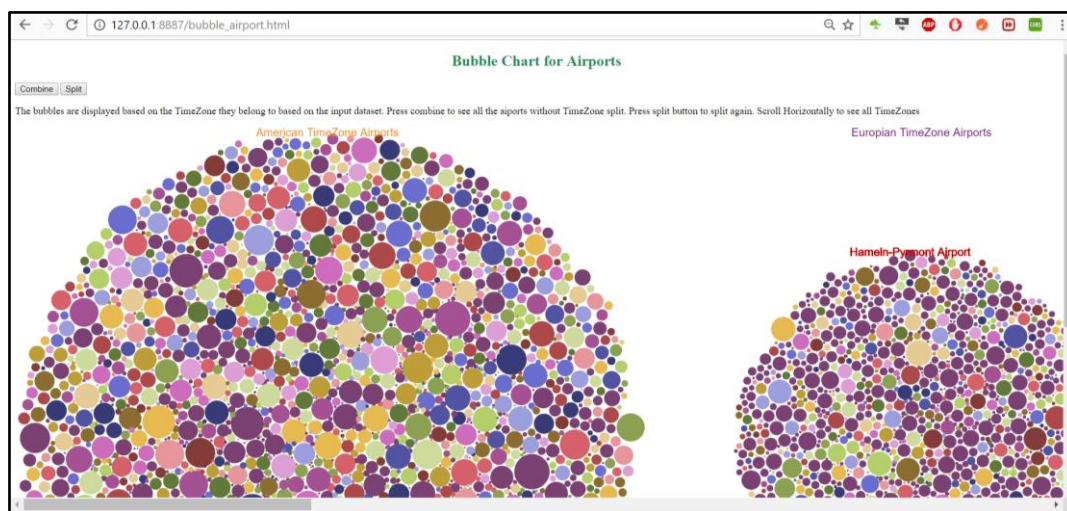 127.0.0.1:8887/bubble_airport.html
ABP
CORS
Bubble Chart for Airports
Combine Split
The bubbles are displayed based on the TimeZone they belong to based on the input dataset. Press combine to see all the aiports without TimeZone split. Press split button to split again. Scroll Horizontally to see all TimeZones
American TimeZone Airports
Europian TimeZone Airports
Hameln-Pyrmont Airport